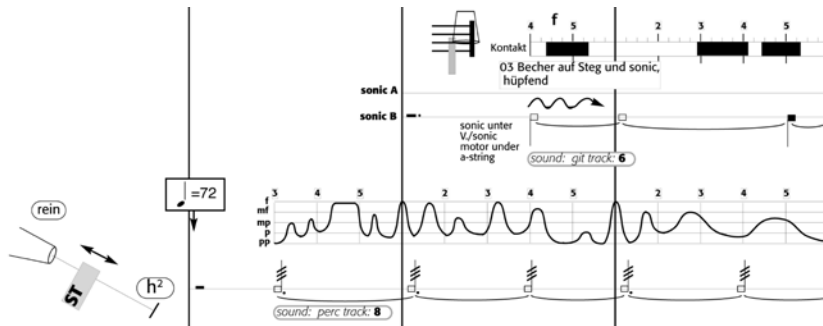 f
4 5 2 3 4 5
Kontakt
03 Becher auf Steg und sonic,
hüpfend
sonic A
sonic B
sonic unter
V./sonic
motor under
a-string
sound: git track: 6
=72
3 4 5 2 3 4 5 2 3 4 5
f
mf
mp
p
pp
rein
ST
h²
sound: perc track: 8